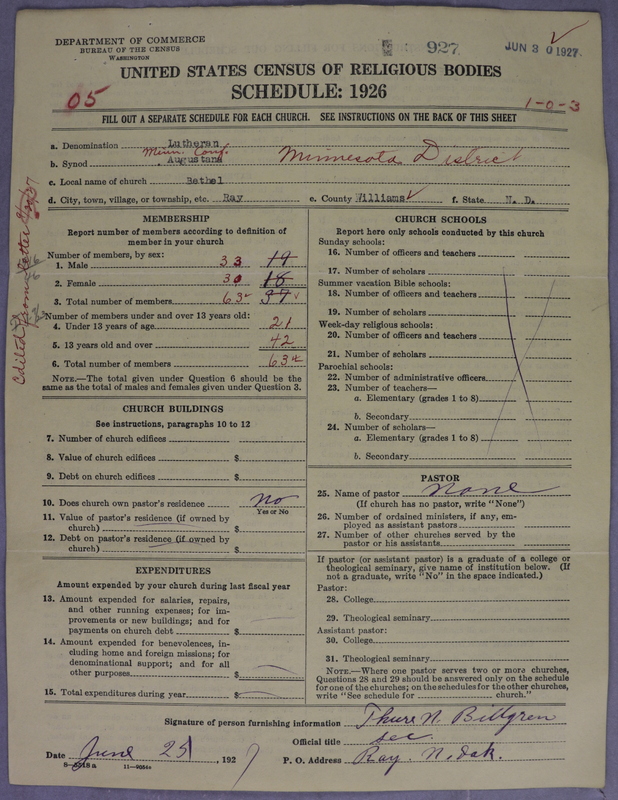 DEPARTMENT OF COMMERCE
BUREAU OF THE CENSUS
WASHINGTON
927
JUN 30 1927
UNITED STATES CENSUS OF RELIGIOUS BODIES
SCHEDULE: 1926
05
1-0-3
FILL OUT A SEPARATE SCHEDULE FOR EACH CHURCH. SEE INSTRUCTIONS ON THE BACK OF THIS SHEET
a. Denomination Lutheran
Minn. Conf.
b. Synod Augustana Minnesota District
c. Local name of church Bethel
d. City, town, village, or township, etc. Ray e. County Williams f. State N. D.
MEMBERSHIP
Report number of members according to definition of
member in your church
Number of members, by sex:
1. Male 33 19
2. Female 30 18
3. Total number of members 63 37
Number of members under and over 13 years old:
4. Under 13 years of age 21
5. 13 years old and over 42
6. Total number of members 63
NOTE.—The total given under Question 6 should be the
same as the total of males and females given under Question 3.
CHURCH BUILDINGS
See instructions, paragraphs 10 to 12
7. Number of church edifices
8. Value of church edifices $
9. Debt on church edifices $
10. Does church own pastor's residence No
Yes or No
11. Value of pastor's residence (if owned by
church) $
12. Debt on pastor's residence (if owned by
church) $
EXPENDITURES
Amount expended by your church during last fiscal year
13. Amount expended for salaries, repairs,
and other running expenses; for im-
provements or new buildings; and for
payments on church debt $
14. Amount expended for benevolences, in-
cluding home and foreign missions; for
denominational support; and for all
other purposes $
15. Total expenditures during year $
CHURCH SCHOOLS
Report here only schools conducted by this church
Sunday schools:
16. Number of officers and teachers
17. Number of scholars
Summer vacation Bible schools:
18. Number of officers and teachers
19. Number of scholars
Week-day religious schools:
20. Number of officers and teachers
21. Number of scholars
Parochial schools:
22. Number of administrative officers
23. Number of teachers—
a. Elementary (grades 1 to 8)
b. Secondary
24. Number of scholars—
a. Elementary (grades 1 to 8)
b. Secondary
PASTOR
25. Name of pastor None
(If church has no pastor, write "None")
26. Number of ordained ministers, if any, em-
ployed as assistant pastors
27. Number of other churches served by the
pastor or his assistants
If pastor (or assistant pastor) is a graduate of a college or
theological seminary, give name of institution below. (If
not a graduate, write "No" in the space indicated.)
Pastor:
28. College
29. Theological seminary
Assistant pastor:
30. College
31. Theological seminary
NOTE.—Where one pastor serves two or more churches,
Questions 28 and 29 should be answered only on the schedule
for one of the churches; on the schedules for the other churches,
write "See schedule for church."
Signature of person furnishing information Thure N. Billgren
Official title Sec.
Date June 25, 1927 P. O. Address Ray. N. Dak.
11-9054